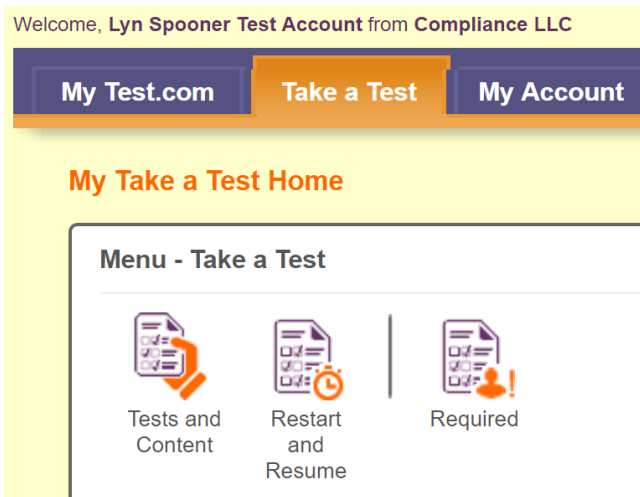 Welcome, Lyn Spooner Test Account from Compliance LLC
My Test.com Take a Test My Account
My Take a Test Home
Menu - Take a Test
Tests and
Content
Restart
and
Resume
Required